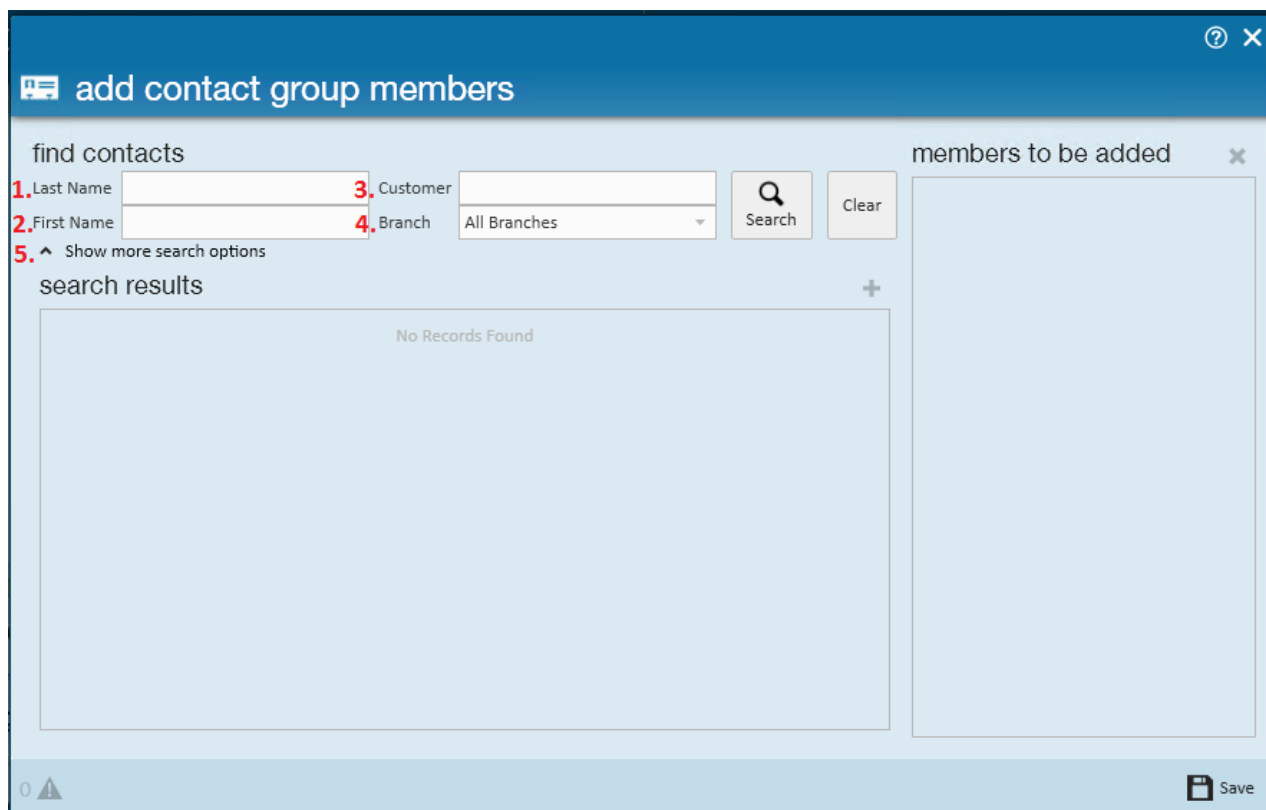 add contact group members
find contacts
members to be added
1. Last Name
3. Customer
Search
Clear
2. First Name
4. Branch
All Branches
5. Show more search options
search results
No Records Found
0
Save